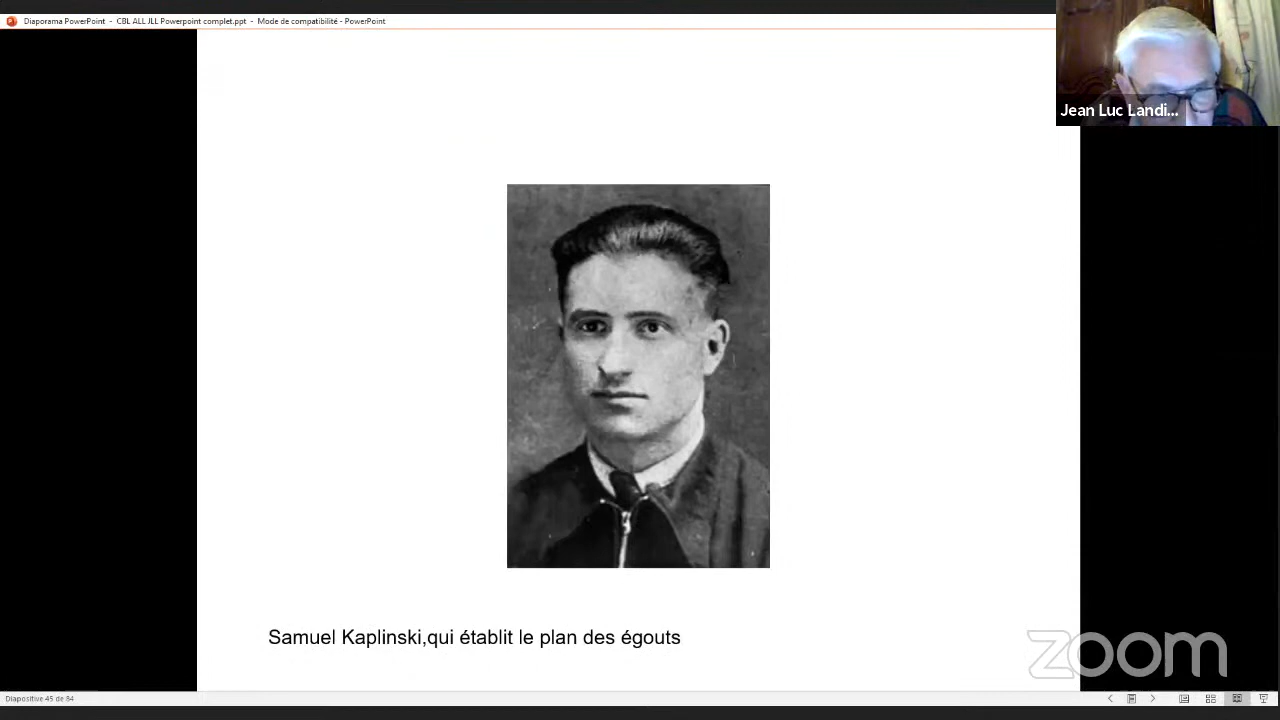 Diaporama PowerPoint - CBL ALL JLL Powerpoint complet.ppt - Mode de compatibilité - PowerPoint
Jean Luc Landi...
Samuel Kaplinski,qui établit le plan des égouts
zoom
Diapositive 45 de 84